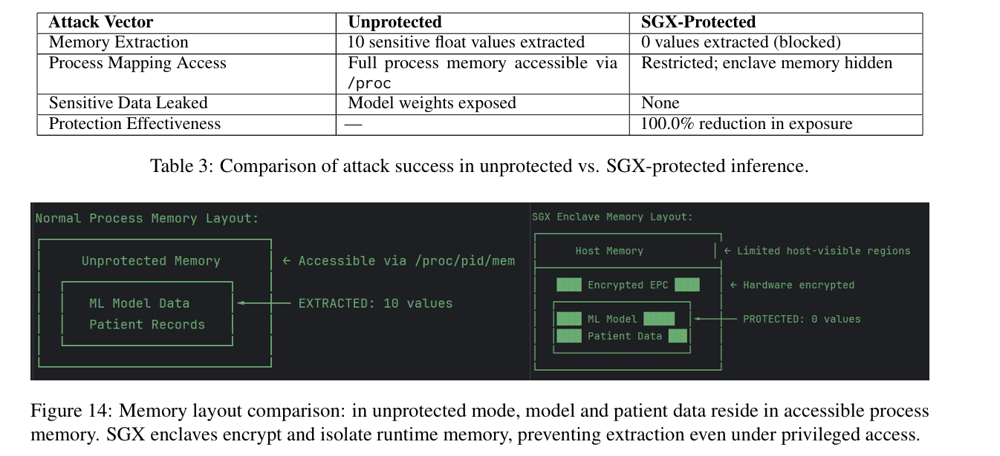 Attack Vector Unprotected SGX-Protected
Memory Extraction 10 sensitive float values extracted 0 values extracted (blocked)
Process Mapping Access Full process memory accessible via /proc Restricted; enclave memory hidden
Sensitive Data Leaked Model weights exposed None
Protection Effectiveness — 100.0% reduction in exposure
Table 3: Comparison of attack success in unprotected vs. SGX-protected inference.
Normal Process Memory Layout:
Unprotected Memory ← Accessible via /proc/pid/mem
ML Model Data EXTRACTED: 10 values
Patient Records
SGX Enclave Memory Layout:
Host Memory ← Limited host-visible regions
Encrypted EPC ← Hardware encrypted
ML Model PROTECTED: 0 values
Patient Data
Figure 14: Memory layout comparison: in unprotected mode, model and patient data reside in accessible process
memory. SGX enclaves encrypt and isolate runtime memory, preventing extraction even under privileged access.